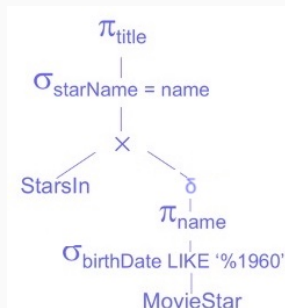 π title
σ starName = name
×
StarsIn
δ
π name
σ birthDate LIKE ‘%1960’
MovieStar